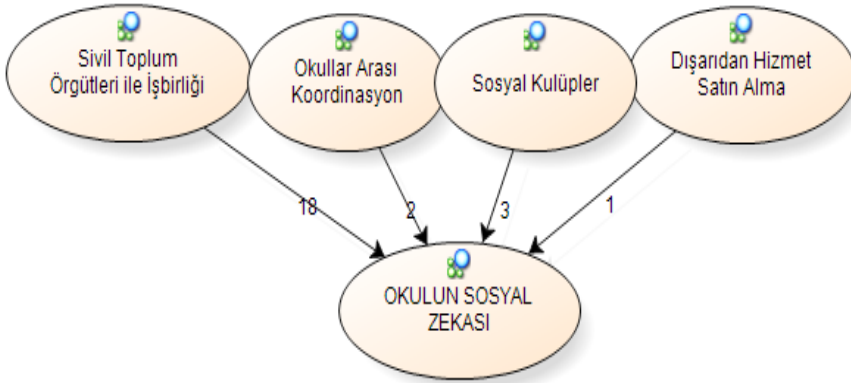 Sivil Toplum
Örgütleri ile İşbirliği
Okullar Arası
Koordinasyon
Sosyal Kulüpler
Dışarıdan Hizmet
Satın Alma
18
2
3
1
OKULUN SOSYAL
ZEKASI